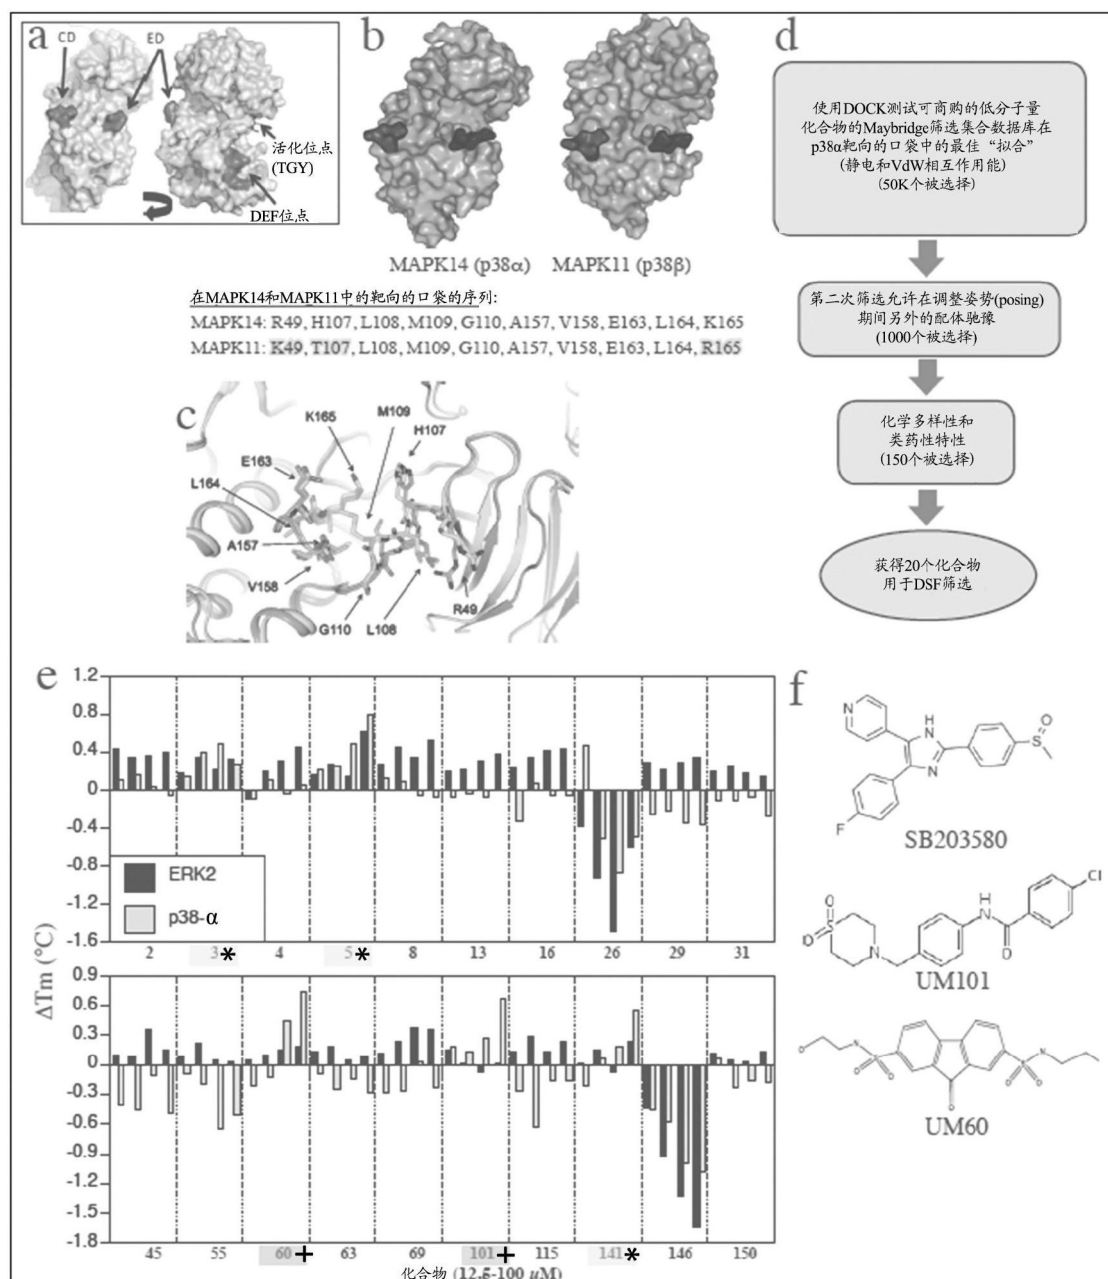 a
CD
ED
活化位点
(TGY)
DEF位点
b
MAPK14 (p38α)
MAPK11 (p38β)
在MAPK14和MAPK11中的靶向的口袋的序列:
MAPK14: R49, H107, L108, M109, G110, A157, V158, E163, L164, K165
MAPK11: K49, T107, L108, M109, G110, A157, V158, E163, L164, R165
c
K165
M109
H107
E163
L164
A157
V158
G110
L108
R49
d
使用DOCK测试可商购的低分子量
化合物的Maybridge筛选集合数据库在
p38α靶向的口袋中的最佳“拟合”
(静电和VdW相互作用能)
(50K个被选择)
第二次筛选允许在调整姿势(posing)
期间另外的配体驰豫
(1000个被选择)
化学多样性和
类药性特性
(150个被选择)
获得20个化合物
用于DSF筛选
e
1.2
0.8
0.4
0
-0.4
-0.8
-1.2
-1.6
ERK2
p38-α
2 3* 4 5* 8 13 16 26 29 31
ΔTm (°C)
0.9
0.6
0.3
0
-0.3
-0.6
-0.9
-1.2
-1.5
-1.8
45 55 60+ 63 69 101+ 115 141* 146 150
化合物 (12.5-100 μM)
f
N
H
N
N
O
S
F
SB203580
O
O
S
N
H
N
O
Cl
UM101
UM60